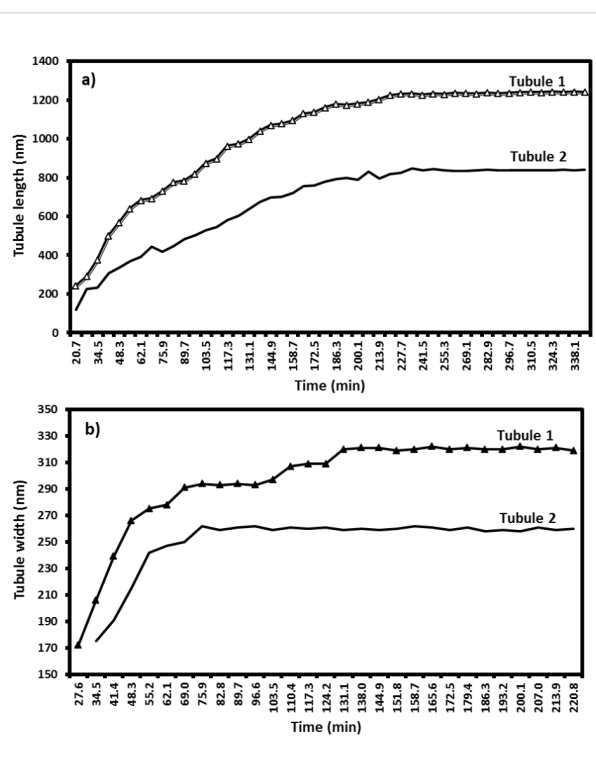 a)
Tubule length (nm)
1400
1200
1000
800
600
400
200
0
Tubule 1
Tubule 2
20.7 34.5 48.3 62.1 75.9 89.7 103.5 117.3 131.1 144.9 158.7 172.5 186.3 200.1 213.9 227.7 241.5 255.3 269.1 282.9 296.7 310.5 324.3 338.1
Time (min)
b)
Tubule width (nm)
350
330
310
290
270
250
230
210
190
170
150
Tubule 1
Tubule 2
27.6 34.5 41.4 48.3 55.2 62.1 69.0 75.9 82.8 89.7 96.6 103.5 110.4 117.3 124.2 131.1 138.0 144.9 151.8 158.7 165.6 172.5 179.4 186.3 193.2 200.1 207.0 213.9 220.8
Time (min)